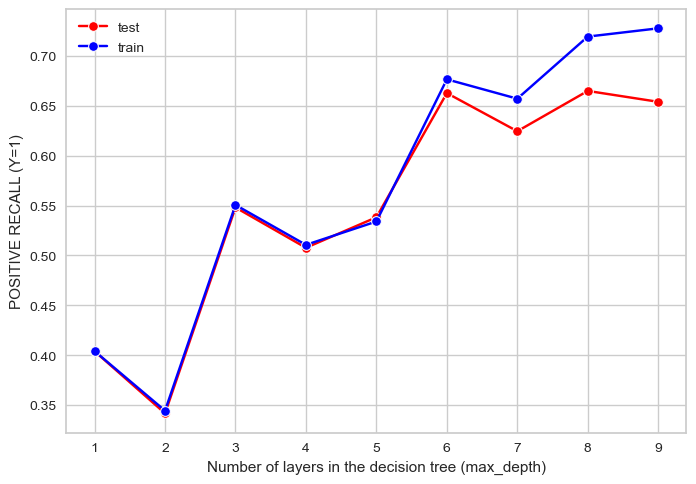 test
train
0.70
0.65
0.60
0.55
0.50
0.45
0.40
0.35
POSITIVE RECALL (Y=1)
1 2 3 4 5 6 7 8 9
Number of layers in the decision tree (max_depth)